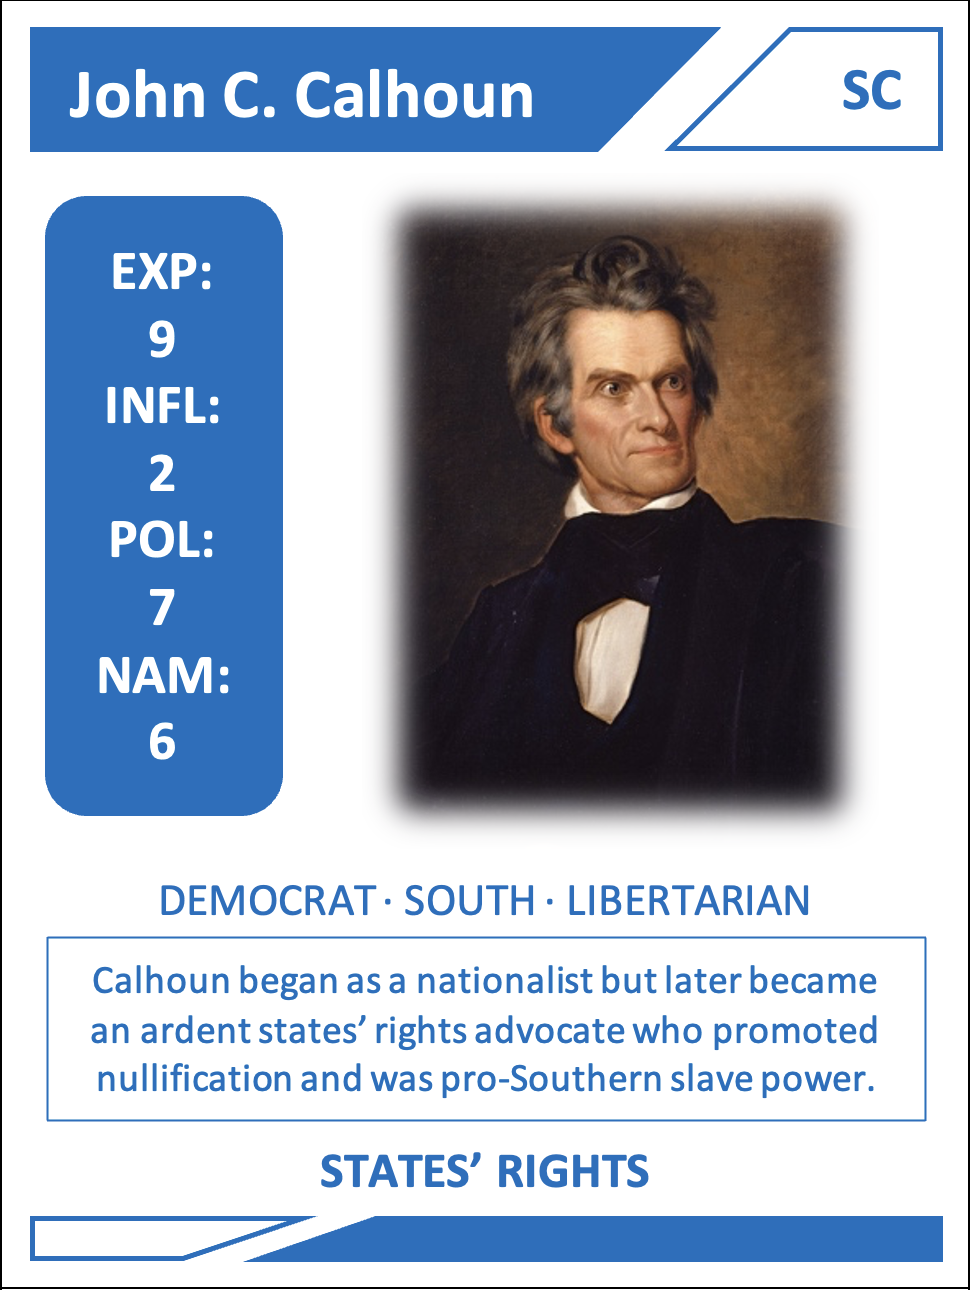 John C. Calhoun
SC
EXP:
9
INFL:
2
POL:
7
NAM:
6
DEMOCRAT · SOUTH · LIBERTARIAN
Calhoun began as a nationalist but later became
an ardent states’ rights advocate who promoted
nullification and was pro-Southern slave power.
STATES’ RIGHTS